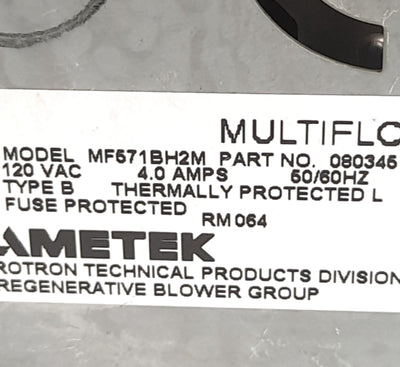 MULTIFLO
MODEL MF571BH2M PART NO. 080345
120 VAC 4.0 AMPS 50/60HZ
TYPE B THERMALLY PROTECTED L
FUSE PROTECTED RM 064
AMETEK
ROTRON TECHNICAL PRODUCTS DIVISION
REGENERATIVE BLOWER GROUP